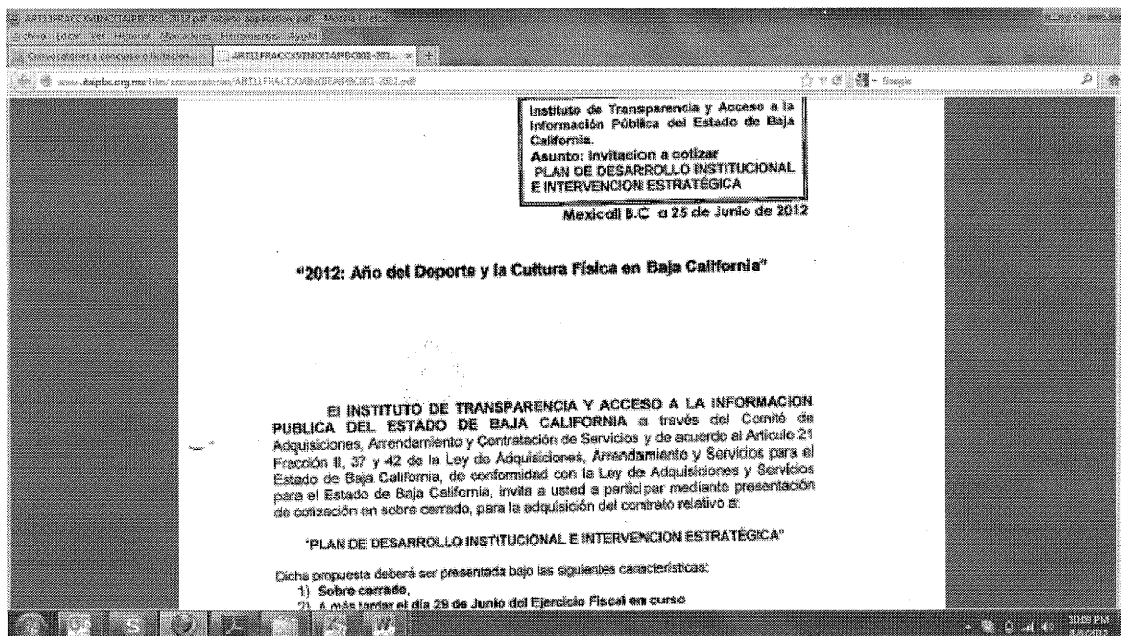 Instituto de Transparencia y Acceso a la
Información Pública del Estado de Baja
California.
Asunto: Invitacion a cotizar
PLAN DE DESARROLLO INSTITUCIONAL
E INTERVENCION ESTRATÉGICA
Mexicali B.C a 25 de Junio de 2012
"2012: Año del Deporte y la Cultura Física en Baja California"
El INSTITUTO DE TRANSPARENCIA Y ACCESO A LA INFORMACION
PUBLICA DEL ESTADO DE BAJA CALIFORNIA a través del Comité de
Adquisiciones, Arrendamiento y Contratación de Servicios y de acuerdo al Artículo 21
Fracción II, 37 y 42 de la Ley de Adquisiciones, Arrendamiento y Servicios para el
Estado de Baja California, de conformidad con la Ley de Adquisiciones y Servicios
para el Estado de Baja California, invita a usted a participar mediante presentación
de cotización en sobre cerrado, para la adquisición del contrato relativo a:
"PLAN DE DESARROLLO INSTITUCIONAL E INTERVENCION ESTRATÉGICA"
Dicha propuesta deberá ser presentada bajo las siguientes características:
1) Sobre cerrado,
2) A más tardar el día 29 de Junio del Ejercicio Fiscal en curso
Google
10:09 PM